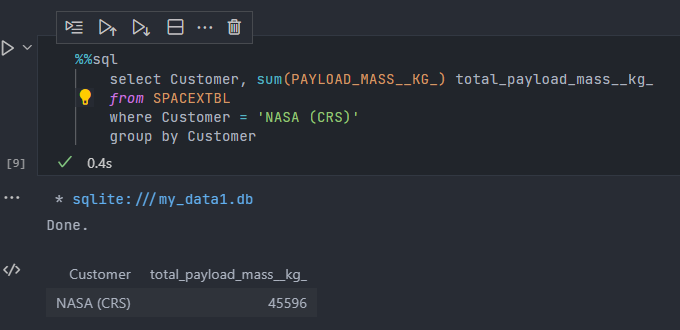 %%sql
select Customer, sum(PAYLOAD_MASS__KG_) total_payload_mass__kg_
from SPACEXTBL
where Customer = 'NASA (CRS)'
group by Customer
[9]
0.4s
* sqlite:///my_data1.db
Done.
Customer total_payload_mass__kg_
NASA (CRS) 45596